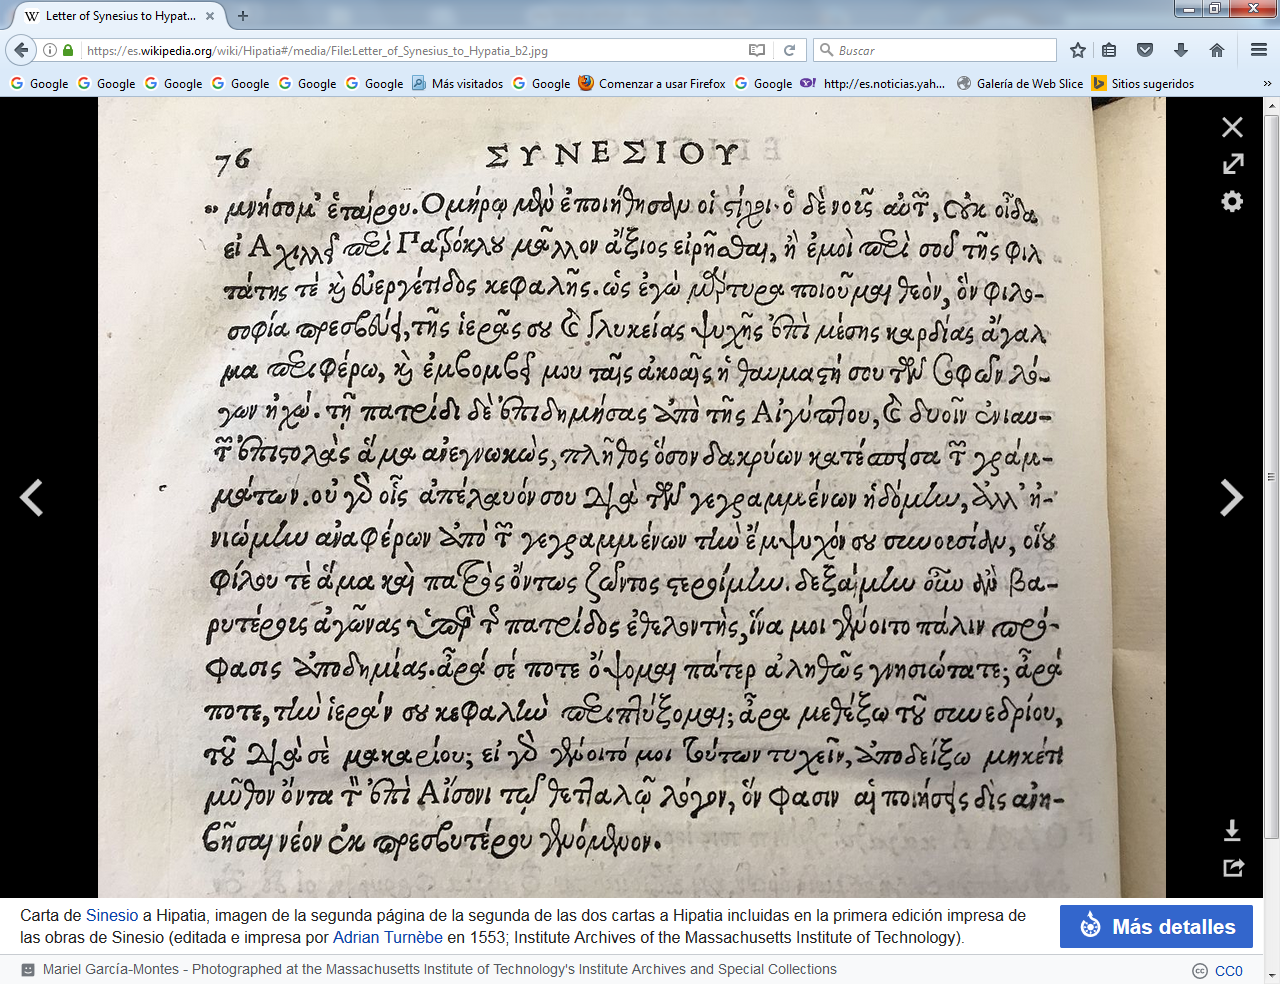 Letter of Synesius to Hypat...
https://es.wikipedia.org/wiki/Hipatia#/media/File:Letter_of_Synesius_to_Hypatia_b2.jpg
Buscar
Google Google Google Google Google Google Más visitados Google Comenzar a usar Firefox Google http://es.noticias.yah... Galería de Web Slice Sitios sugeridos »
76 ΣΥΝΕΣΙΟΥ
μνήσομ' ἑταίρου. Ομήρῳ μὲν ἐποιήθησαν οἱ στίχοι· ὁ δὲ νοῦς αὐτῶν, οὐκ οἶδα
εἰ Αχιλλεῖ περὶ Πατρόκλου μᾶλλον ἄξιος εἰρῆσθαι, ἢ ἐμοὶ περὶ σοῦ τῆς φιλ
τάτης τὲ καὶ εὐεργέτιδος κεφαλῆς. ὡς ἐγὼ μάρτυρα ποιοῦμαι θεὸν, ὃν φιλο-
σοφία πρεσβεύει, τῆς ἱερᾶς σου καὶ γλυκείας ψυχῆς ἐπὶ μέσης καρδίας ἄγαλ
μα περιφέρω, καὶ ἐμβομβεῖ μου ταῖς ἀκοαῖς ἡ θαυμαστή σου τῶν σοφῶν λό-
γων ἠχώ. τῇ πατρίδι δὲ ἐπιδημήσας ἀπὸ τῆς Αἰγύπτου, καὶ δυοῖν ἐνιαυ-
τῶν ἐπιστολὰς ἅμα ἀνεγνωκὼς, πλῆθος ὅσον δακρύων κατέσπεισα τῶν γράμ-
μάτων. οὐ γὰρ οἷς ἀπέλαυόν σου διὰ τῶν γεγραμμένων ἡδόμην, ἀλλ' ἠ-
νιώμην ἀναφέρων ἀπὸ τῶν γεγραμμένων τὴν ἔμψυχόν σου συνουσίαν, οἵου
φίλου τὲ ἅμα καὶ πατρὸς ὄντως ζῶντος στεροίμην. δεξαίμην οὖν ἂν βα-
ρυτέρους ἀγῶνας ὑπὲρ τῆς πατρίδος ἐθελοντὴς, ἵνα μοι γένοιτο πάλιν πρό-
φασις ἀποδημίας. ἆρά σέ ποτε ὄψομαι πάτερ ἀληθῶς γνησιώτατε; ἆρά
ποτε, τὴν ἱεράν σου κεφαλὴν περιπτύξομαι; ἆρα μεθέξω τοῦ συνεδρίου,
τοῦ διὰ σὲ μακαρίου; εἰ γὰρ γένοιτό μοι τούτων τυχεῖν, ἀποδείξω μηκέτι
μῦθον ὄντα τὸν ἐπὶ Αἴσονι τῷ θετταλῷ λόγον, ὅν φασιν αἱ ποιήσεις δὶς ἀνη-
βῆσαι νέον ἐκ πρεσβυτέρου γενόμενον.
Carta de Sinesio a Hipatia, imagen de la segunda página de la segunda de las dos cartas a Hipatia incluidas en la primera edición impresa de
las obras de Sinesio (editada e impresa por Adrian Turnèbe en 1553; Institute Archives of the Massachusetts Institute of Technology).
Más detalles
Mariel García-Montes - Photographed at the Massachusetts Institute of Technology's Institute Archives and Special Collections
CC0